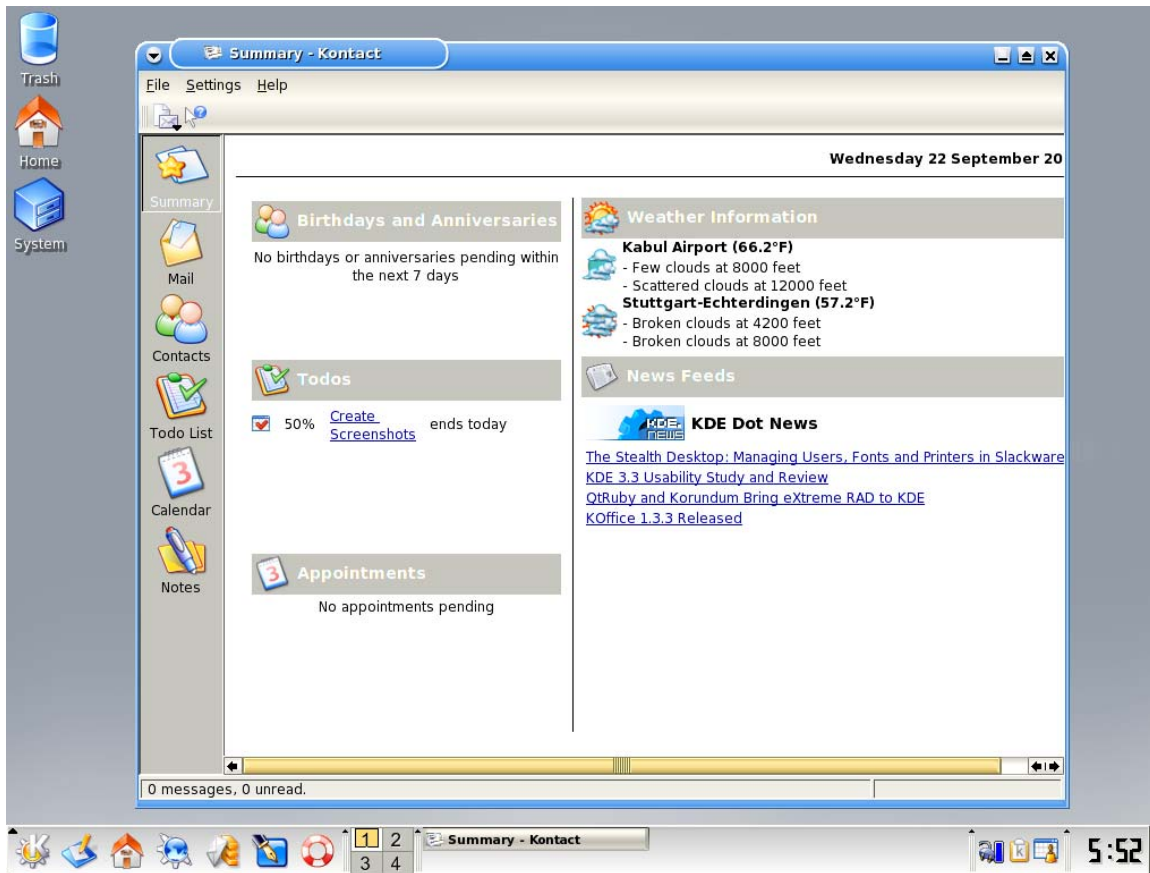 Trash
Home
System
Summary - Kontact
File Settings Help
Summary
Mail
Contacts
Todo List
3
Calendar
Notes
Wednesday 22 September 20
Birthdays and Anniversaries
No birthdays or anniversaries pending within
the next 7 days
Todos
50% Create Screenshots ends today
3
Appointments
No appointments pending
Weather Information
Kabul Airport (66.2°F)
- Few clouds at 8000 feet
- Scattered clouds at 12000 feet
Stuttgart-Echterdingen (57.2°F)
- Broken clouds at 4200 feet
- Broken clouds at 8000 feet
News Feeds
KDE.
NEWS
KDE Dot News
The Stealth Desktop: Managing Users, Fonts and Printers in Slackware
KDE 3.3 Usability Study and Review
QtRuby and Korundum Bring eXtreme RAD to KDE
KOffice 1.3.3 Released
0 messages, 0 unread.
1 2
3 4
Summary - Kontact
5:52